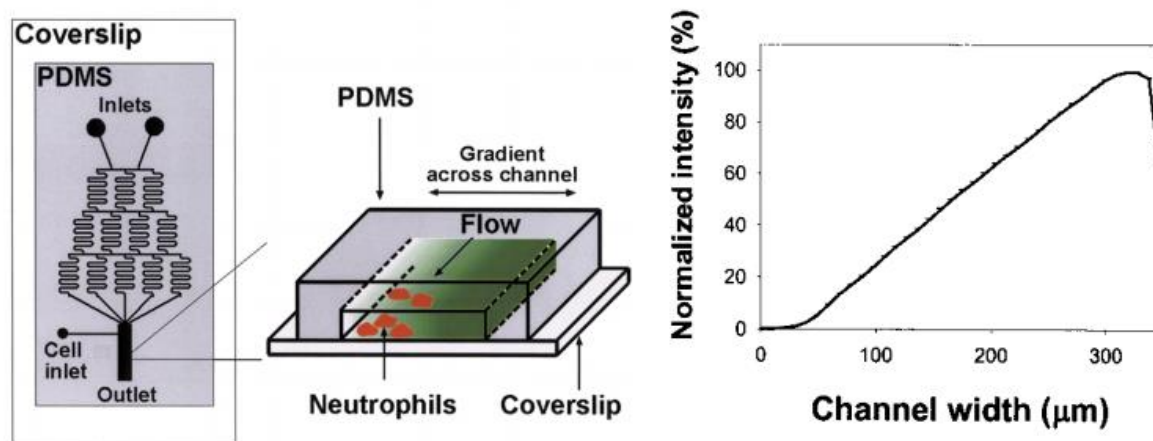 Coverslip
PDMS
Inlets
Cell
inlet
Outlet
PDMS
Gradient
across channel
Flow
Neutrophils
Coverslip
Normalized intensity (%)
100
80
60
40
20
0
0
100
200
300
Channel width (μm)